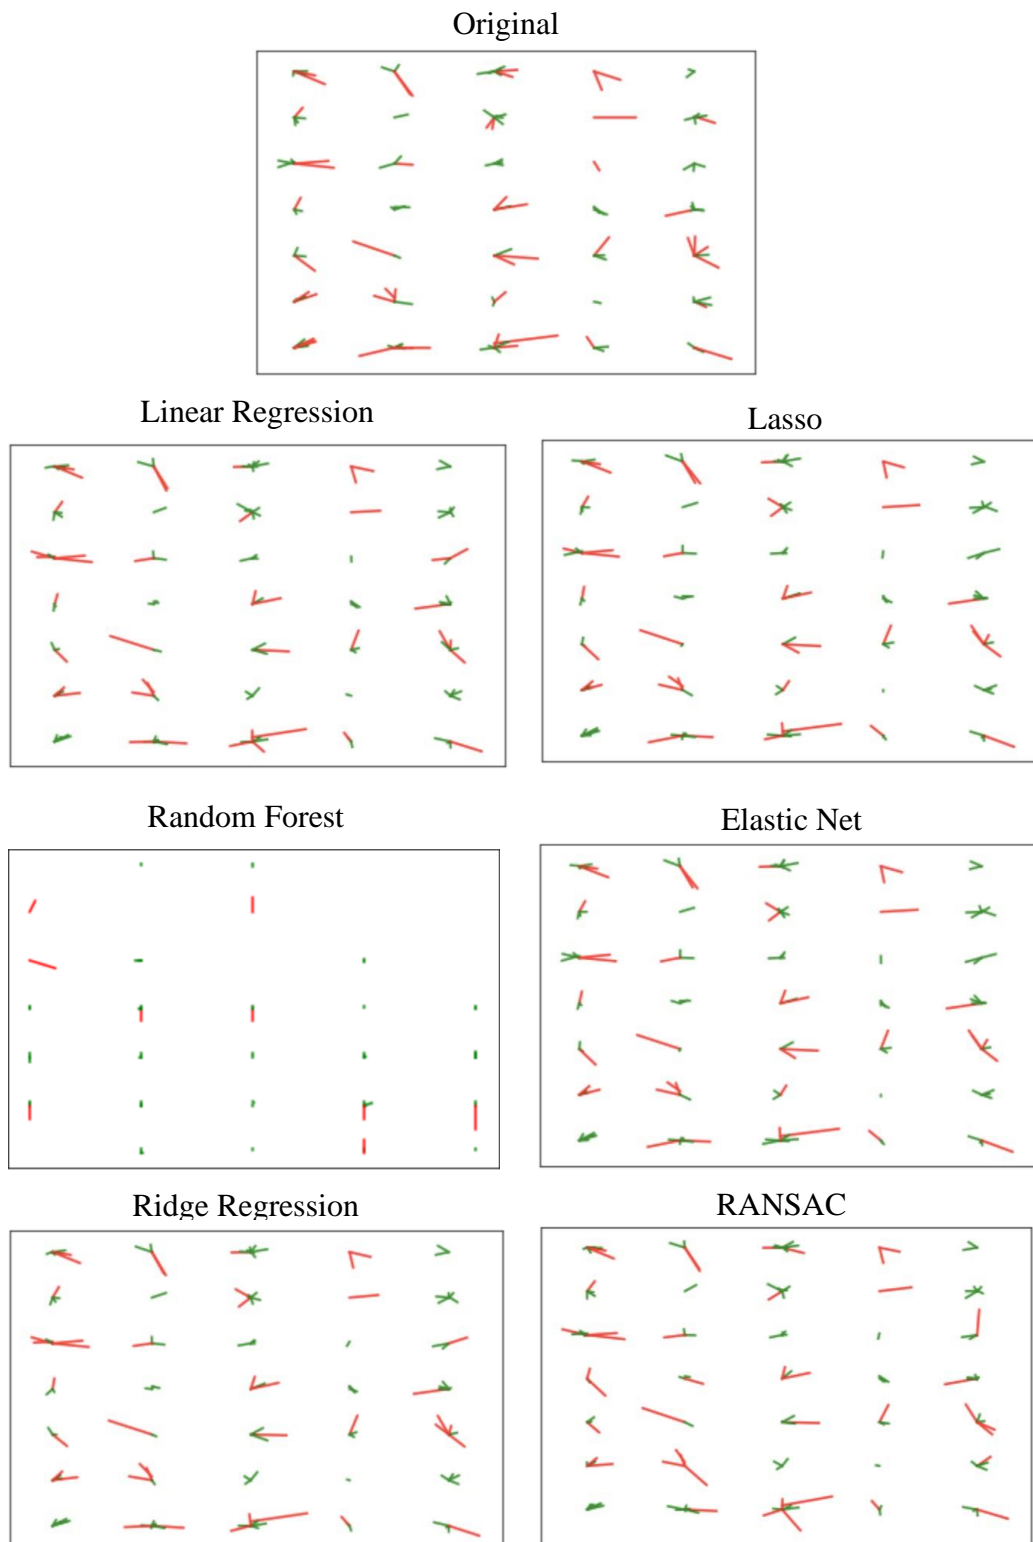 Original
Linear Regression
Lasso
Random Forest
Elastic Net
Ridge Regression
RANSAC